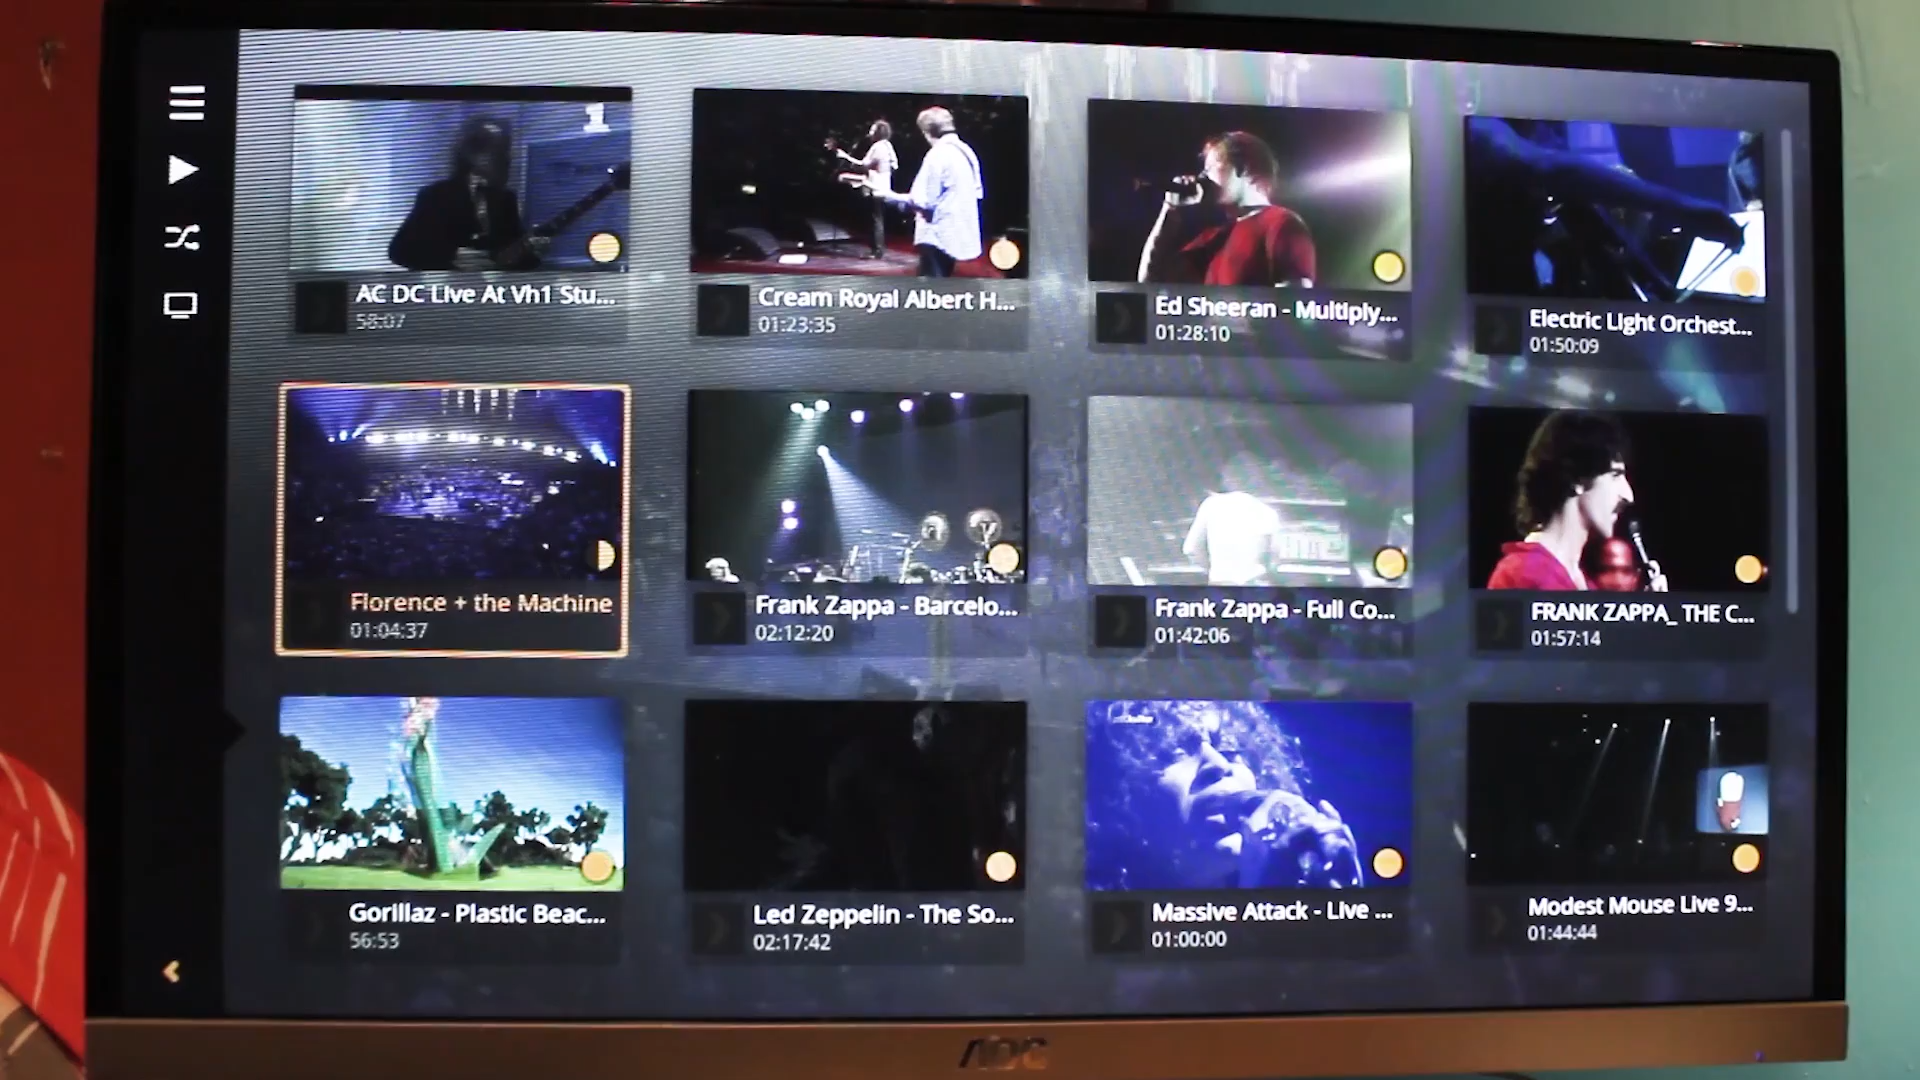 AC DC Live At Vh1 Stu...
58:07
Cream Royal Albert H...
01:23:35
Ed Sheeran - Multiply...
01:28:10
Electric Light Orchest...
01:50:09
Florence + the Machine
01:04:37
Frank Zappa - Barcelo...
02:12:20
Frank Zappa - Full Co...
01:42:06
FRANK ZAPPA_ THE C...
01:57:14
Gorillaz - Plastic Beac...
56:53
Led Zeppelin - The So...
02:17:42
Massive Attack - Live ...
01:00:00
Modest Mouse Live 9...
01:44:44
AOC